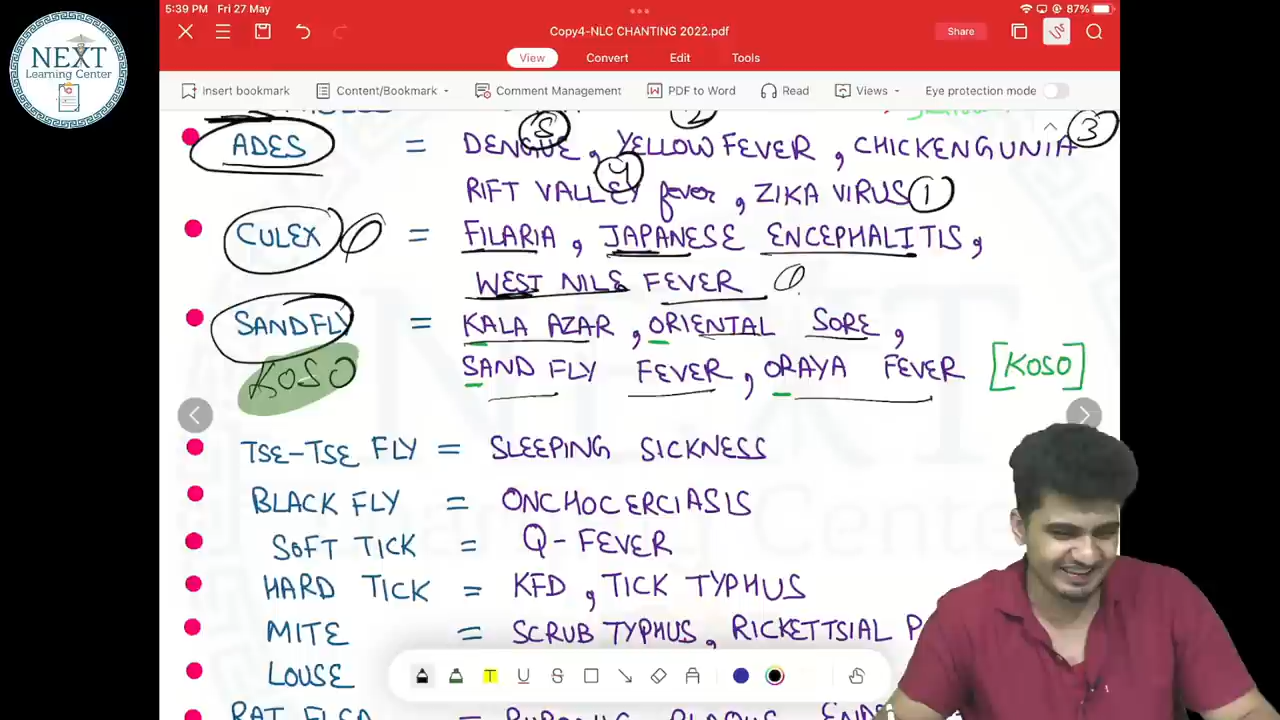 5:39 PM Fri 27 May
87%
Copy4-NLC CHANTING 2022.pdf
Share
View Convert Edit Tools
Insert bookmark Content/Bookmark Comment Management PDF to Word Read Views Eye protection mode
NEXT
Learning Center
ADES = DENGUE, YELLOW FEVER, CHICKENGUNIA 3
RIFT VALLEY fever, ZIKA VIRUS 1
CULEX = FILARIA, JAPANESE ENCEPHALITIS,
WEST NILE FEVER
SANDFLY = KALA AZAR, ORIENTAL SORE,
KOSO SAND FLY FEVER, ORAYA FEVER [KOSO]
TSE-TSE FLY = SLEEPING SICKNESS
BLACK FLY = ONCHOCERCIASIS
SOFT TICK = Q-FEVER
HARD TICK = KFD, TICK TYPHUS
MITE = SCRUB TYPHUS, RICKETTSIAL P
LOUSE
RAT FLEA =